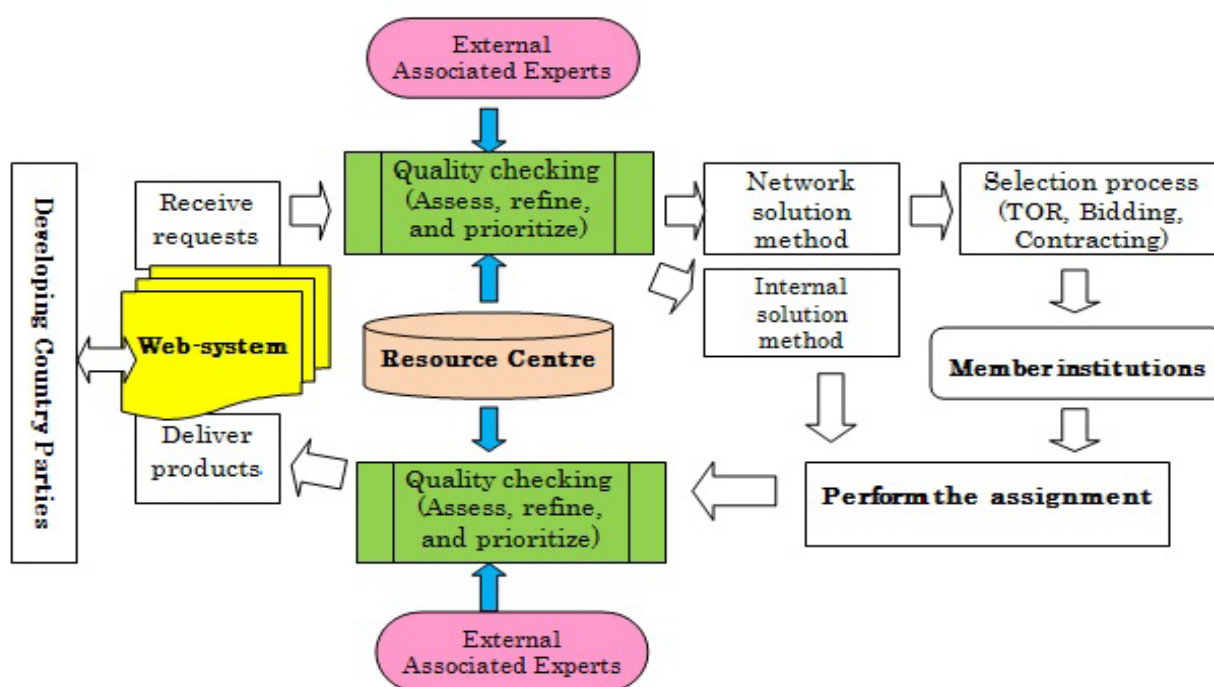 External
Associated Experts
Developing Country Parties
Receive
requests
Quality checking
(Assess, refine,
and prioritize)
Network
solution
method
Selection process
(TOR, Bidding,
Contracting)
Internal
solution
method
Web-system
Resource Centre
Member institutions
Deliver
products
Quality checking
(Assess, refine,
and prioritize)
Perform the assignment
External
Associated Experts